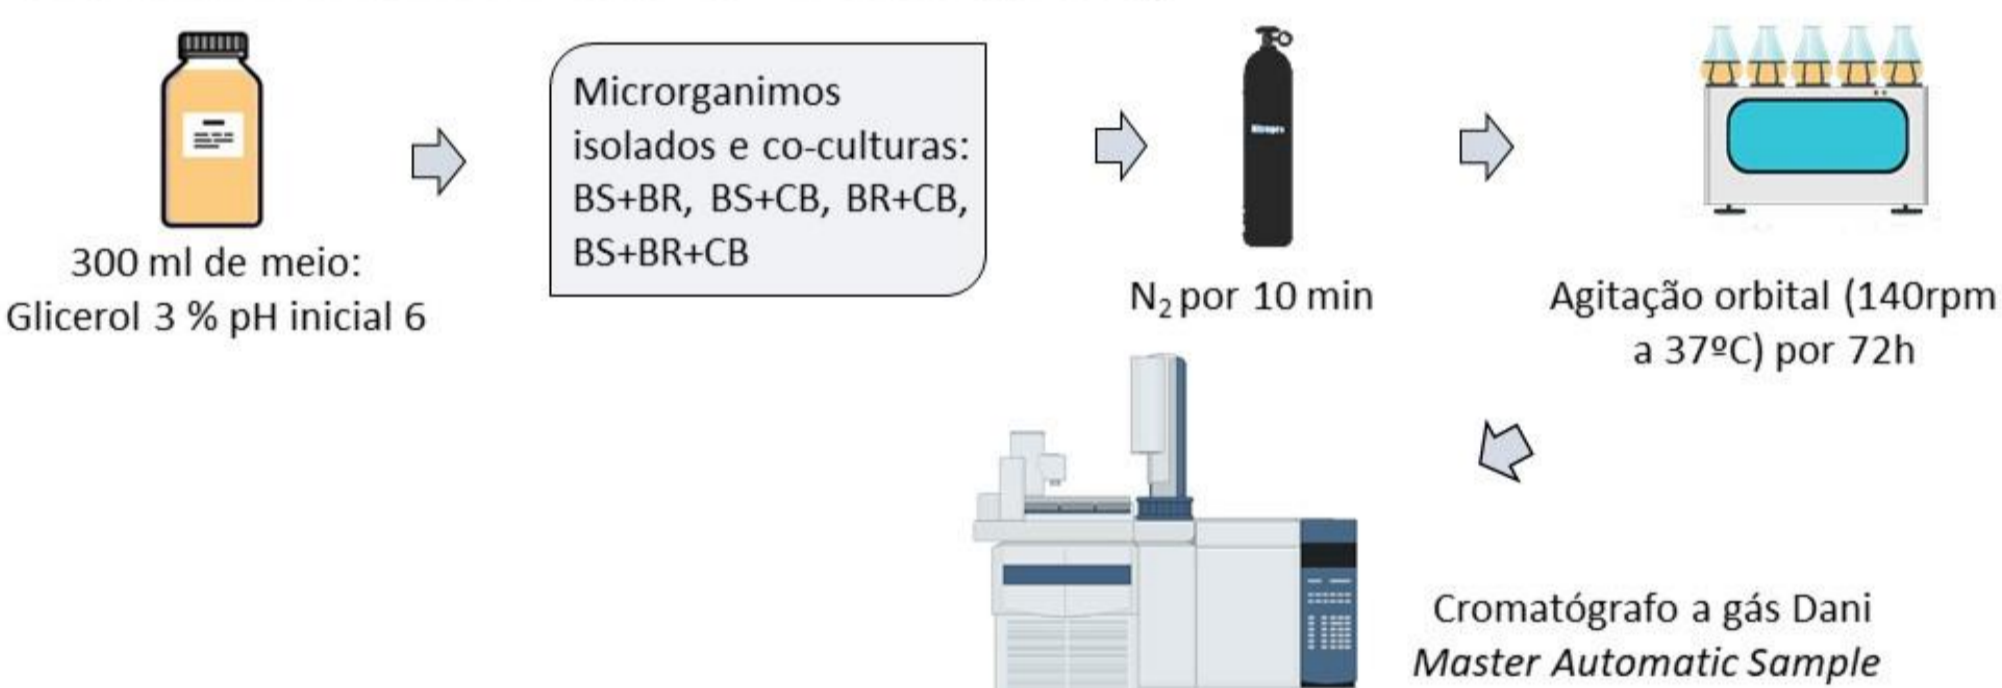 300 ml de meio:
Glicerol 3 % pH inicial 6
Microrganimos
isolados e co-culturas:
BS+BR, BS+CB, BR+CB,
BS+BR+CB
N₂ por 10 min
Agitação orbital (140rpm
a 37ºC) por 72h
Cromatógrafo a gás Dani
Master Automatic Sample